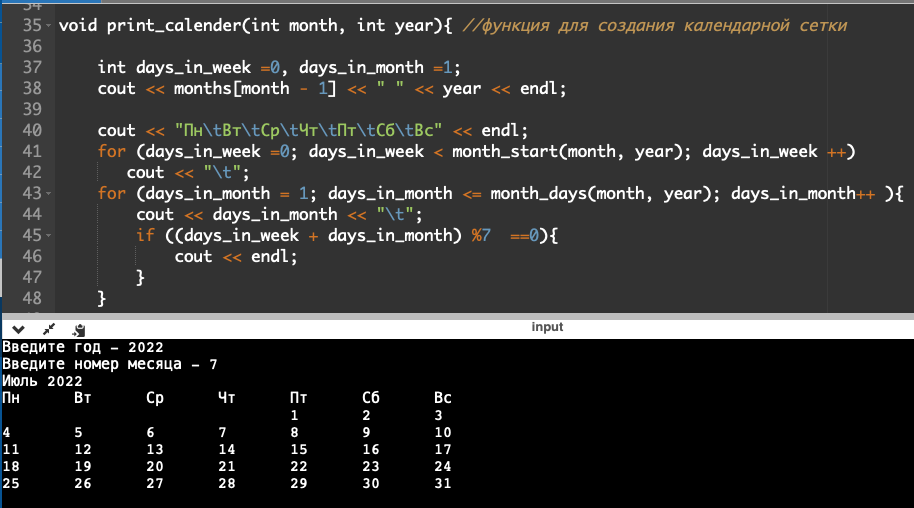 34
35 void print_calender(int month, int year){ //функция для создания календарной сетки
36
37 int days_in_week =0, days_in_month =1;
38 cout << months[month - 1] << " " << year << endl;
39
40 cout << "Пн\tВт\tСр\tЧт\tПт\tСб\tВс" << endl;
41 for (days_in_week =0; days_in_week < month_start(month, year); days_in_week ++)
42 cout << "\t";
43 for (days_in_month = 1; days_in_month <= month_days(month, year); days_in_month++ ){
44 cout << days_in_month << "\t";
45 if ((days_in_week + days_in_month) %7  ==0){
46 cout << endl;
47 }
48 }
input
Введите год – 2022
Введите номер месяца – 7
Июль 2022
Пн Вт Ср Чт Пт Сб Вс
1 2 3
4 5 6 7 8 9 10
11 12 13 14 15 16 17
18 19 20 21 22 23 24
25 26 27 28 29 30 31